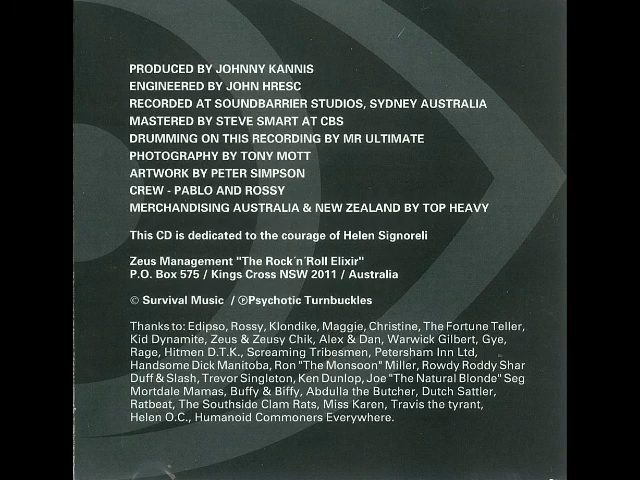 PRODUCED BY JOHNNY KANNIS
ENGINEERED BY JOHN HRESC
RECORDED AT SOUNDBARRIER STUDIOS, SYDNEY AUSTRALIA
MASTERED BY STEVE SMART AT CBS
DRUMMING ON THIS RECORDING BY MR ULTIMATE
PHOTOGRAPHY BY TONY MOTT
ARTWORK BY PETER SIMPSON
CREW - PABLO AND ROSSY
MERCHANDISING AUSTRALIA & NEW ZEALAND BY TOP HEAVY
This CD is dedicated to the courage of Helen Signoreli
Zeus Management "The Rock´n´Roll Elixir"
P.O. Box 575 / Kings Cross NSW 2011 / Australia
© Survival Music / ℗Psychotic Turnbuckles
Thanks to: Edipso, Rossy, Klondike, Maggie, Christine, The Fortune Teller,
Kid Dynamite, Zeus & Zeusy Chik, Alex & Dan, Warwick Gilbert, Gye,
Rage, Hitmen D.T.K., Screaming Tribesmen, Petersham Inn Ltd,
Handsome Dick Manitoba, Ron "The Monsoon" Miller, Rowdy Roddy Shar
Duff & Slash, Trevor Singleton, Ken Dunlop, Joe "The Natural Blonde" Seg
Mortdale Mamas, Buffy & Biffy, Abdulla the Butcher, Dutch Sattler,
Ratbeat, The Southside Clam Rats, Miss Karen, Travis the tyrant,
Helen O.C., Humanoid Commoners Everywhere.